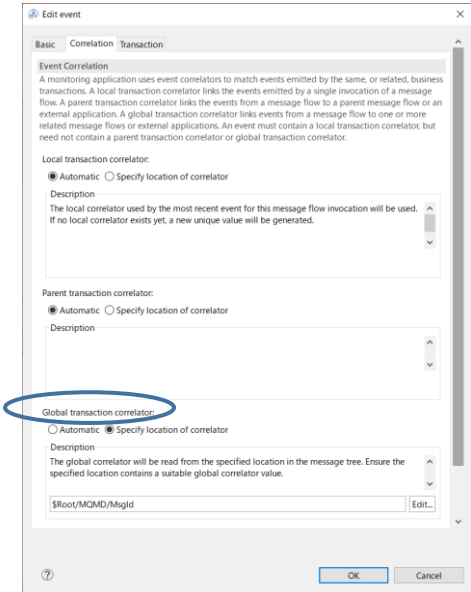 Edit event
Basic Correlation Transaction
Event Correlation
A monitoring application uses event correlators to match events emitted by the same, or related, business
transactions. A local transaction correlator links the events emitted by a single invocation of a message
flow. A parent transaction correlator links the events from a message flow to a parent message flow or an
external application. A global transaction correlator links events from a message flow to one or more
related message flows or external applications. An event must contain a local transaction correlator, but
need not contain a parent transaction correlator or global transaction correlator.
Local transaction correlator:
Automatic Specify location of correlator
Description
The local correlator used by the most recent event for this message flow invocation will be used.
If no local correlator exists yet, a new unique value will be generated.
Parent transaction correlator:
Automatic Specify location of correlator
Description
Global transaction correlator:
Automatic Specify location of correlator
Description
The global correlator will be read from the specified location in the message tree. Ensure the
specified location contains a suitable global correlator value.
$Root/MQMD/MsgId Edit...
? OK Cancel